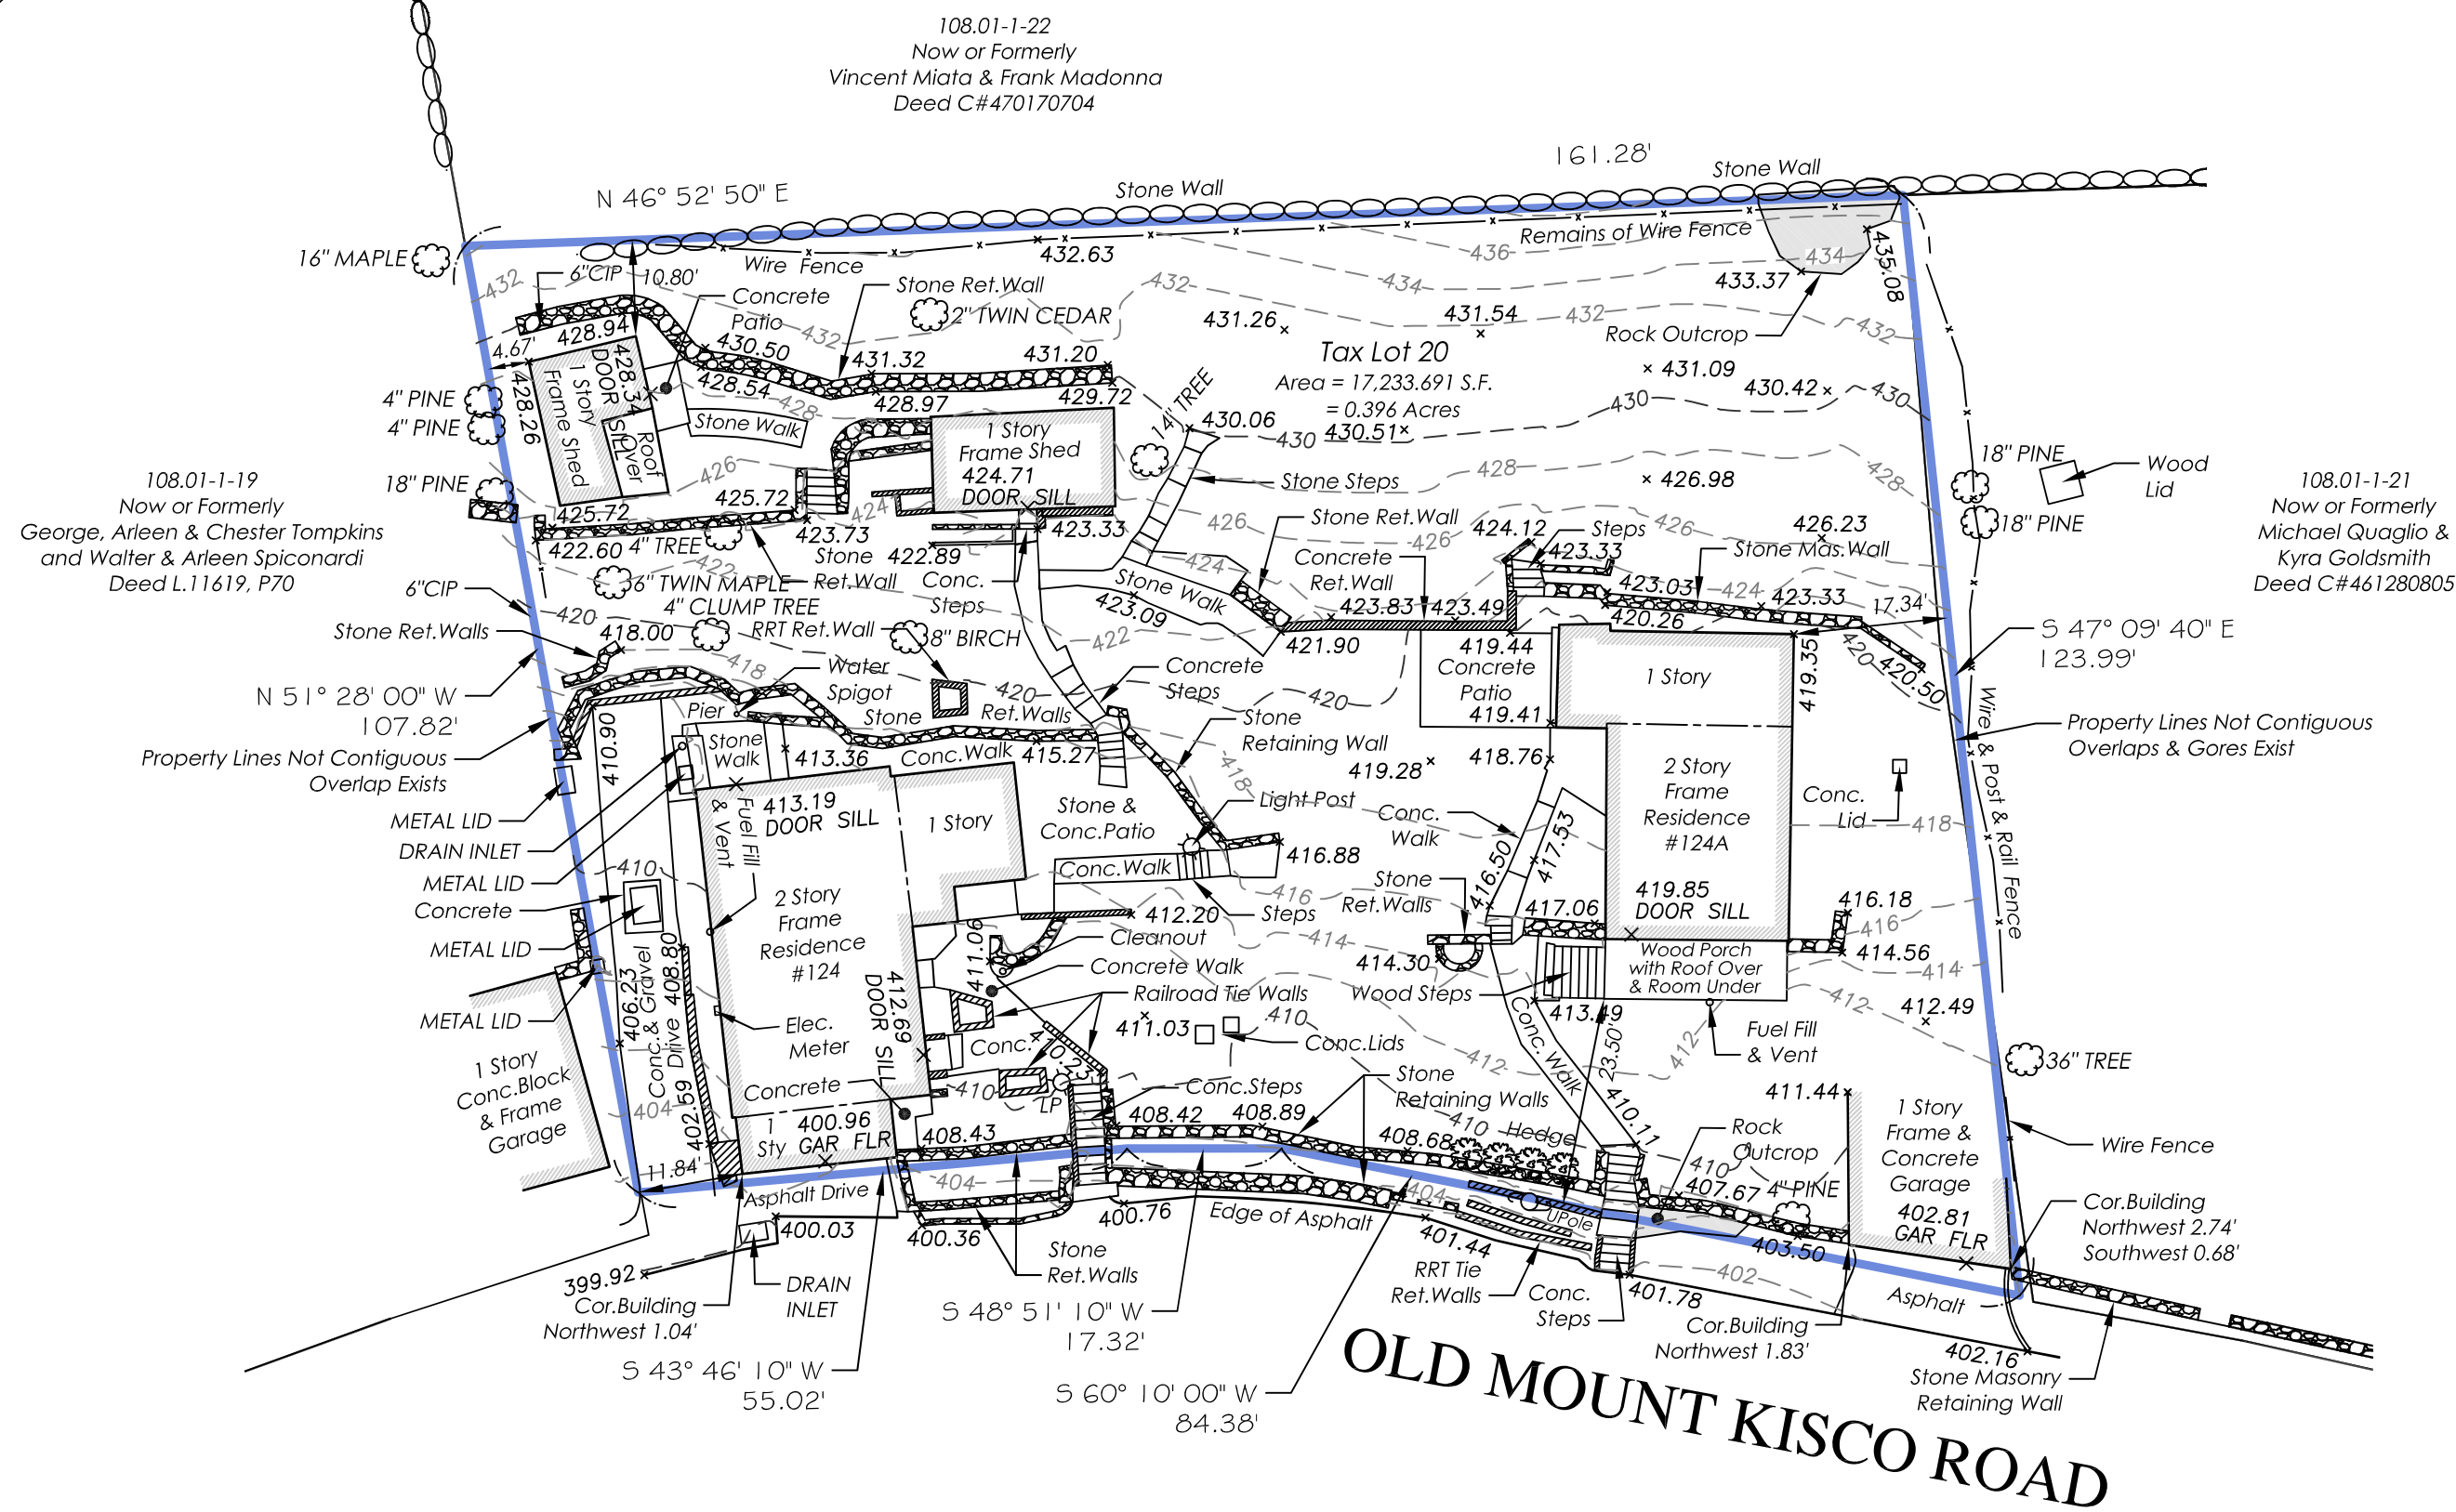 108.01-1-22
Now or Formerly
Vincent Miata & Frank Madonna
Deed C#470170704
161.28'
Stone Wall
N 46° 52' 50" E
Stone Wall
16" MAPLE
Wire Fence
432.63
Remains of Wire Fence
436
434
434
435.08
433.37
432
6"CIP
10.80'
Concrete
Patio
Stone Ret.Wall
2" TWIN CEDAR
432
432
432
432
431.26
431.54
Rock Outcrop
Tax Lot 20
Area = 17,233.691 S.F.
= 0.396 Acres
431.09
430.42
430
430
430
430.51
430.06
14" TREE
4.67'
428.94
430.50
431.32
431.20
428.54
428.97
429.72
428
428.26
428.34
DOOR SILL
1 Story
Frame Shed
Roof
Over
Stone Walk
4" PINE
4" PINE
18" PINE
1 Story
Frame Shed
424.71
DOOR SILL
Stone Steps
428
428
426.98
18" PINE
18" PINE
Wood
Lid
108.01-1-19
Now or Formerly
George, Arleen & Chester Tompkins
and Walter & Arleen Spiconardi
Deed L.11619, P70
108.01-1-21
Now or Formerly
Michael Quaglio &
Kyra Goldsmith
Deed C#461280805
426
425.72
425.72
424
423.73
422.60
4" TREE
422
Stone
Ret.Wall
422.89
423.33
Conc.
Steps
426
426
426
426.23
Stone Ret.Wall
Concrete
Ret.Wall
424.12
Steps
423.33
Stone Mas.Wall
424
Stone Walk
423.09
423.83
423.49
423.03
424
423.33
17.34'
420.26
421.90
419.44
6"CIP
6" TWIN MAPLE
4" CLUMP TREE
420
418.00
Stone Ret.Walls
RRT Ret.Wall
8" BIRCH
422
418
Water
Spigot
Concrete
Steps
Concrete
Patio
419.41
1 Story
419.35
420
420.50
S 47° 09' 40" E
123.99'
N 51° 28' 00" W
107.82'
Pier
Stone
Ret.Walls
420
420
Stone
Retaining Wall
Property Lines Not Contiguous
Overlap Exists
Property Lines Not Contiguous
Overlaps & Gores Exist
Wire & Post & Rail Fence
410.90
Stone
Walk
413.36
Conc.Walk
415.27
418
419.28
418.76
2 Story
Frame
Residence
#124A
419.85
DOOR SILL
Conc.
Lid
418
METAL LID
DRAIN INLET
METAL LID
Concrete
METAL LID
METAL LID
413.19
DOOR SILL
Fuel Fill
& Vent
1 Story
Stone &
Conc.Patio
Light Post
Conc.
Walk
417.53
416.50
Conc.Walk
416.88
416
Stone
Ret.Walls
417.06
416.18
416
410
2 Story
Frame
Residence
#124
Steps
412.20
Cleanout
414
414.30
Wood Porch
with Roof Over
& Room Under
414.56
414
411.06
Concrete Walk
Wood Steps
412
412.49
406.23
Conc.& Gravel
Drive
408.80
412.69
DOOR SILL
Railroad Tie Walls
411.03
410
Conc.Lids
413.49
23.50'
Conc. Walk
412
412
Fuel Fill
& Vent
36" TREE
1 Story
Conc.Block
& Frame
Garage
Elec.
Meter
Concrete
Conc.
410.23
410
LP
Conc.Steps
Stone
Retaining Walls
411.44
404
402.59
1
Sty
400.96
GAR FLR
408.43
408.42
408.89
408.68
410
Hedge
410.11
Rock
Outcrop
410
407.67
4" PINE
1 Story
Frame &
Concrete
Garage
402.81
GAR FLR
Wire Fence
11.84'
Asphalt Drive
404
400.03
400.36
400.76
Edge of Asphalt
404
UPole
401.44
403.50
402
Asphalt
Cor.Building
Northwest 2.74'
Southwest 0.68'
399.92
DRAIN
INLET
Cor.Building
Northwest 1.04'
Stone
Ret.Walls
RRT Tie
Ret.Walls
Conc.
Steps
401.78
Cor.Building
Northwest 1.83'
402.16
Stone Masonry
Retaining Wall
S 48° 51' 10" W
17.32'
S 43° 46' 10" W
55.02'
S 60° 10' 00" W
84.38'
OLD MOUNT KISCO ROAD